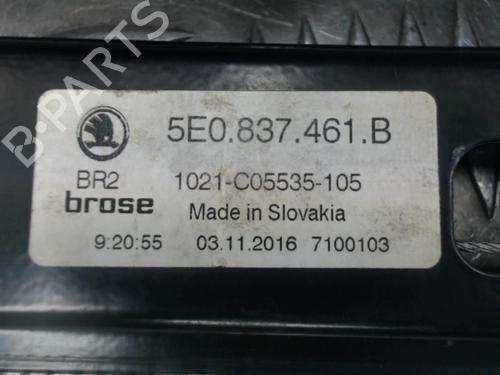 5E0.837.461.B
BR2 1021-C05535-105
brose Made in Slovakia
9:20:55 03.11.2016 7100103
B-PARTS